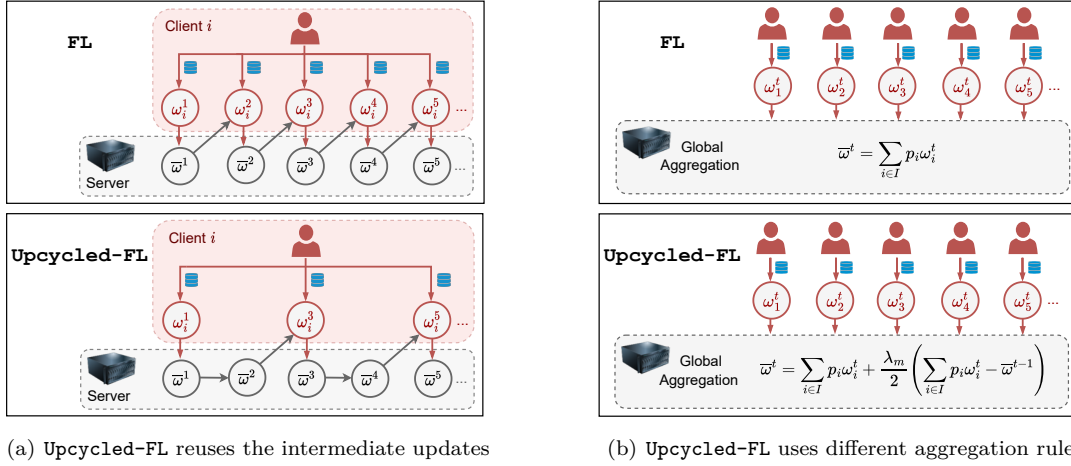 FL
Client i
ω_i^1 ω_i^2 ω_i^3 ω_i^4 ω_i^5 ...
ω̅^1 ω̅^2 ω̅^3 ω̅^4 ω̅^5 ...
Server
Upcycled-FL
Client i
ω_i^1 ω_i^3 ω_i^5 ...
ω̅^1 ω̅^2 ω̅^3 ω̅^4 ω̅^5 ...
Server
(a) Upcycled-FL reuses the intermediate updates
FL
ω_1^t ω_2^t ω_3^t ω_4^t ω_5^t ...
Global
Aggregation
ω̅^t = ∑_{i∈I} p_i ω_i^t
Upcycled-FL
ω_1^t ω_2^t ω_3^t ω_4^t ω_5^t ...
Global
Aggregation
ω̅^t = ∑_{i∈I} p_i ω_i^t + λ_m/2 (∑_{i∈I} p_i ω_i^t − ω̅^{t−1})
(b) Upcycled-FL uses different aggregation rule